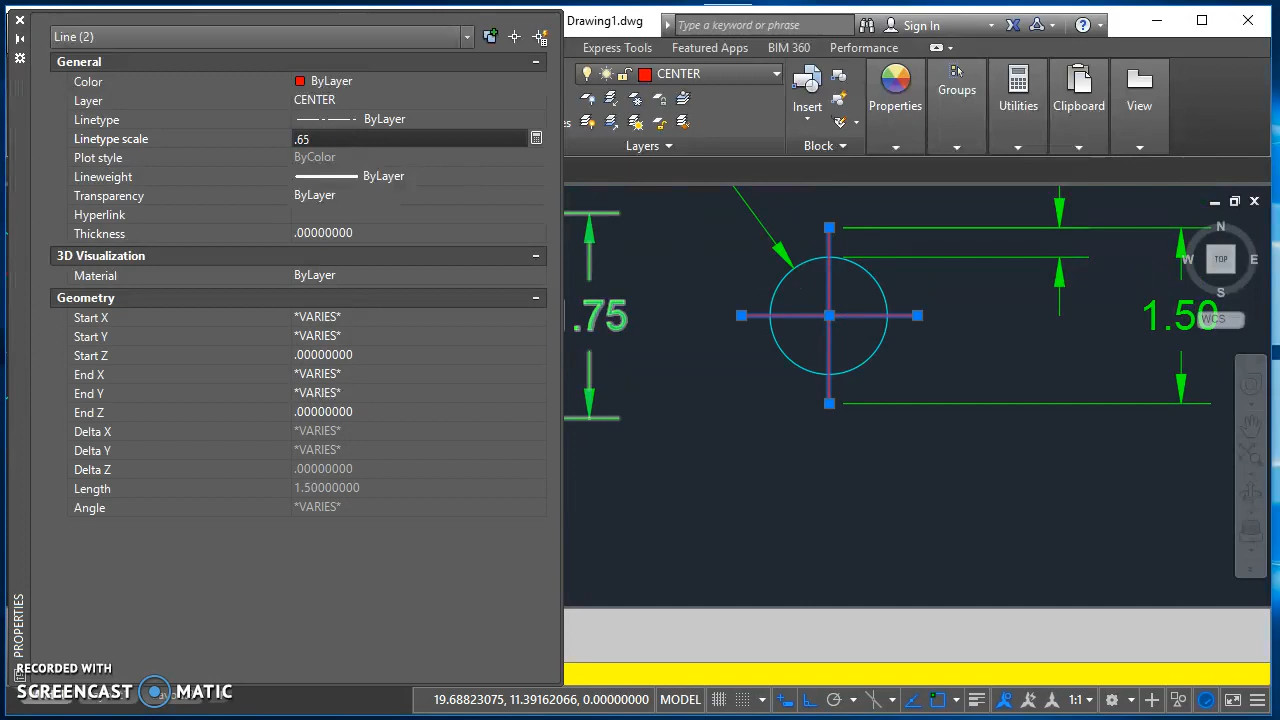 Drawing1.dwg
Type a keyword or phrase
Sign In
Express Tools
Featured Apps
BIM 360
Performance
CENTER
Insert
Properties
Groups
Utilities
Clipboard
View
Layers
Block
Line (2)
General
Color ByLayer
Layer CENTER
Linetype ByLayer
Linetype scale .65
Plot style ByColor
Lineweight ByLayer
Transparency ByLayer
Hyperlink
Thickness .00000000
3D Visualization
Material ByLayer
Geometry
Start X *VARIES*
Start Y *VARIES*
Start Z .00000000
End X *VARIES*
End Y *VARIES*
End Z .00000000
Delta X *VARIES*
Delta Y *VARIES*
Delta Z .00000000
Length 1.50000000
Angle *VARIES*
.75
1.50
N
W TOP E
S
WCS
PROPERTIES
RECORDED WITH
SCREENCAST MATIC
19.68823075, 11.39162066, 0.00000000 MODEL 1:1